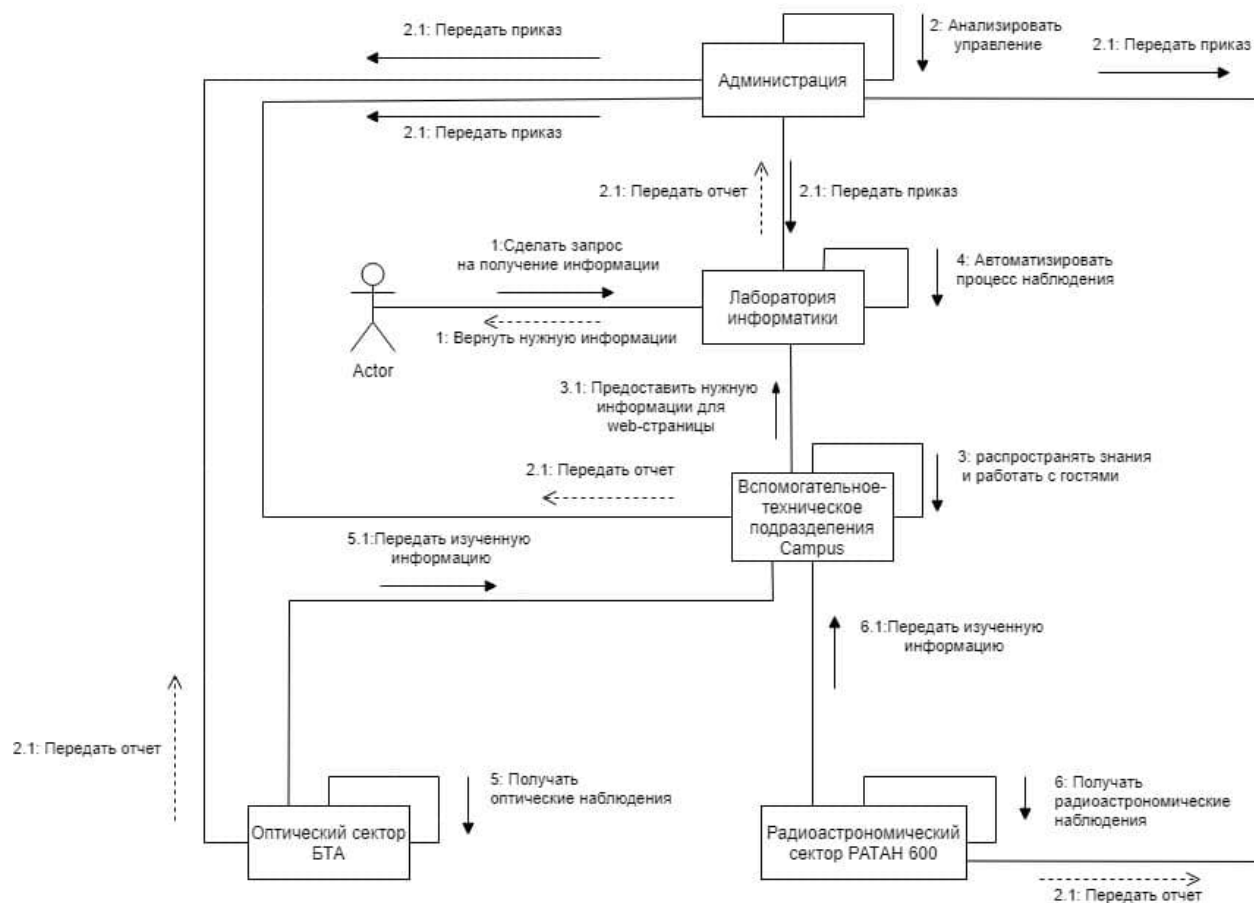 2.1: Передать приказ
2: Анализировать
управление
2.1: Передать приказ
Администрация
2.1: Передать приказ
2.1: Передать отчет
2.1: Передать приказ
1:Сделать запрос
на получение информации
4: Автоматизировать
процесс наблюдения
Лаборатория
информатики
1: Вернуть нужную информации
Actor
3.1: Предоставить нужную
информации для
web-страницы
2.1: Передать отчет
3: распространять знания
и работать с гостями
Вспомогательное-
техническое
подразделения
Campus
5.1:Передать изученную
информацию
6.1:Передать изученную
информацию
2.1: Передать отчет
5: Получать
оптические наблюдения
6: Получать
радиоастрономические
наблюдения
Оптический сектор
БТА
Радиоастрономический
сектор РАТАН 600
2.1: Передать отчет